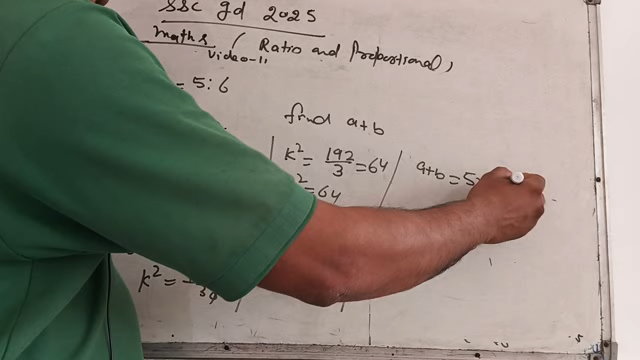 SSC gd 2025
Maths ( Ratio and Proportional)
Video-11
= 5:6
find a+b
K² = 192/3 = 64
² = 64
a+b = 5
K² =